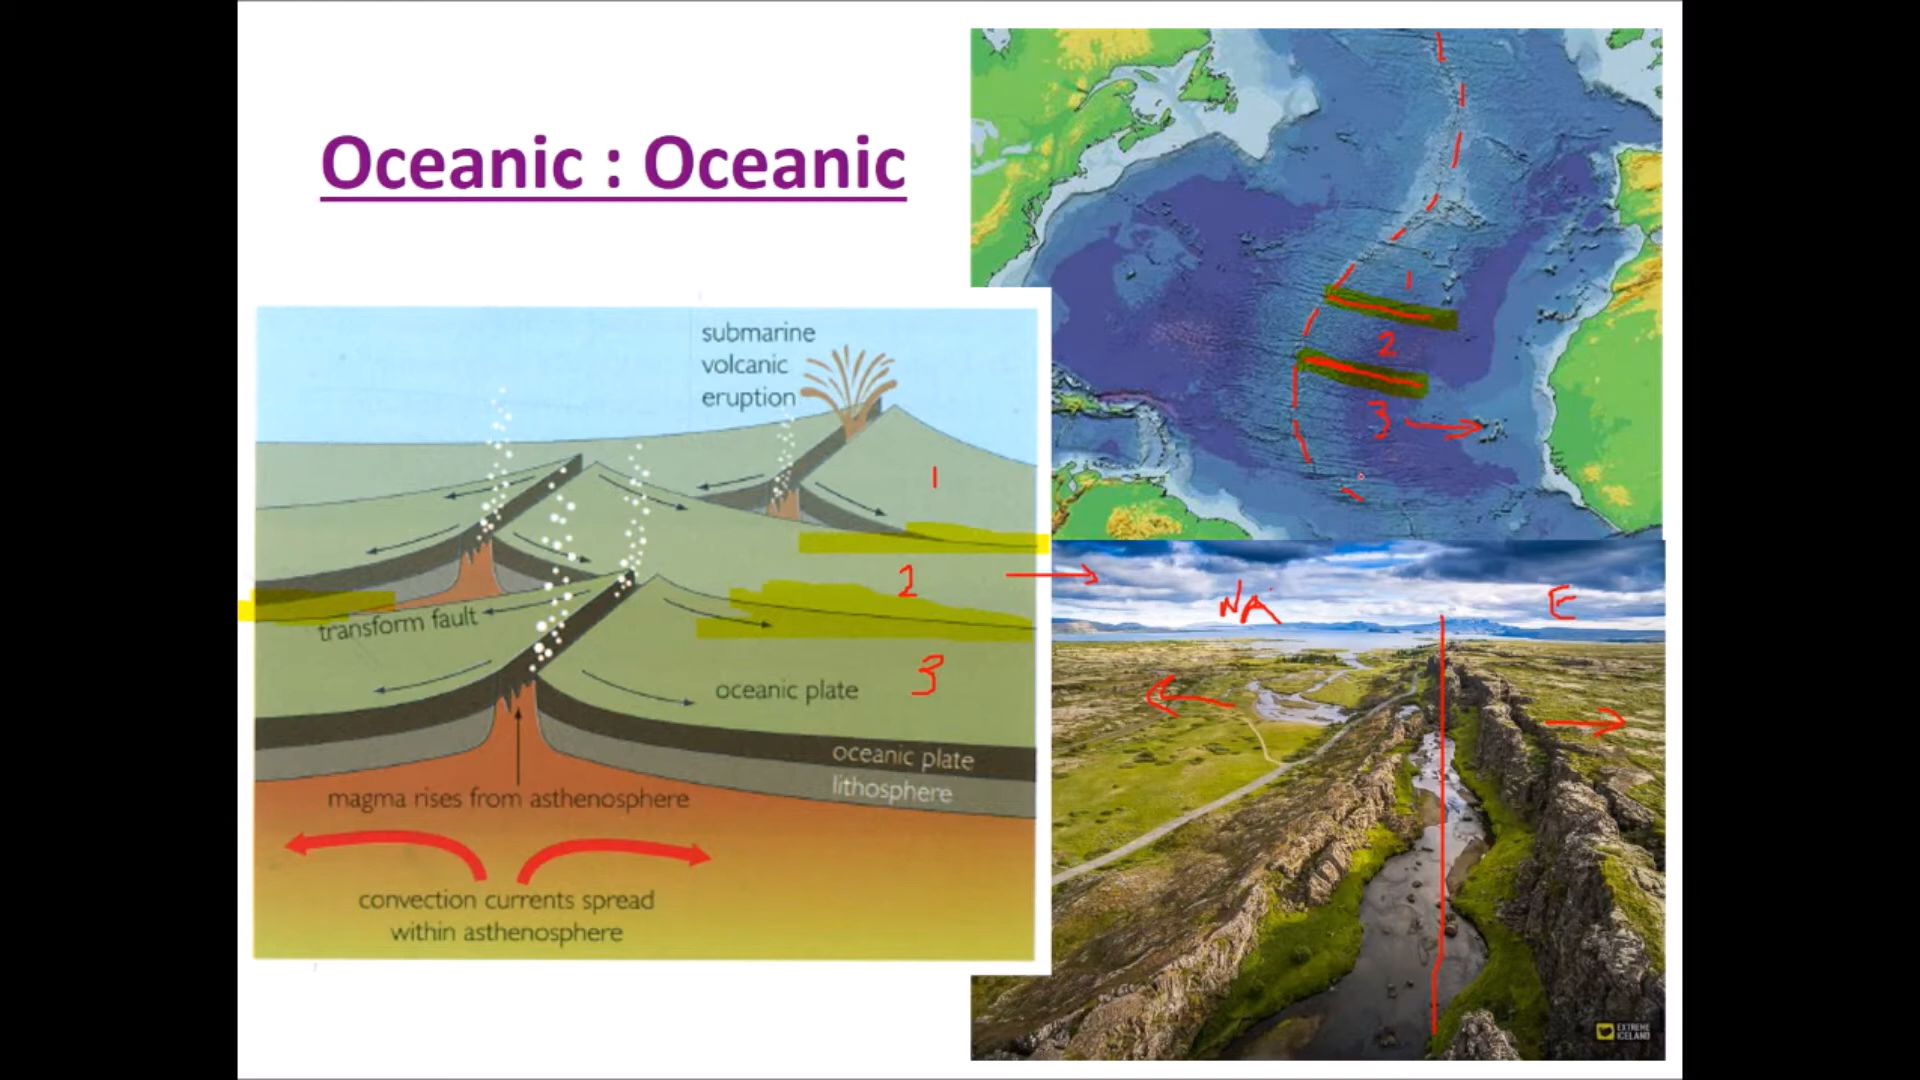 Oceanic : Oceanic
submarine
volcanic
eruption
1
2
3
transform fault
oceanic plate
oceanic plate
lithosphere
magma rises from asthenosphere
convection currents spread
within asthenosphere
1
2
3
NA
E
EXTREME
ICELAND